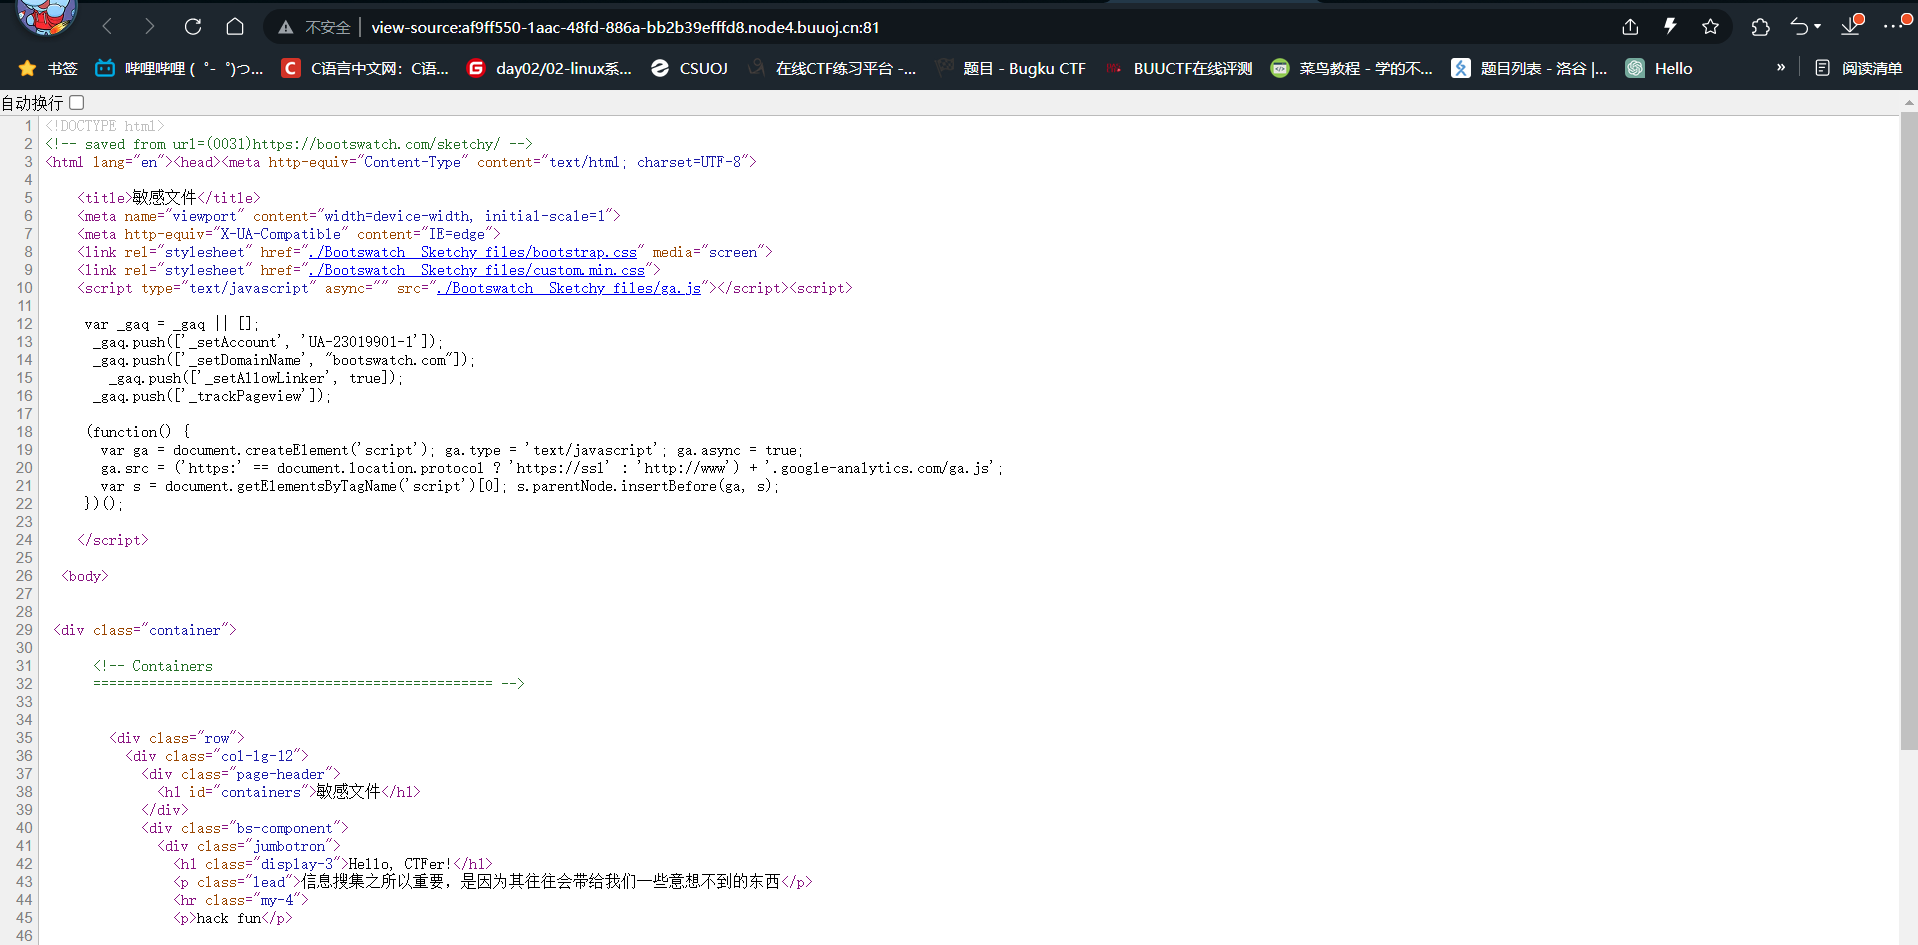 不安全 view-source:af9ff550-1aac-48fd-886a-bb2b39efffd8.node4.buuoj.cn:81
书签 哔哩哔哩 (゜-゜)つ... C语言中文网：C语... day02/02-linux系... CSUOJ 在线CTF练习平台 -... 题目 - Bugku CTF BUUCTF在线评测 菜鸟教程 - 学的不... 题目列表 - 洛谷 |... Hello » 阅读清单
自动换行
1 <!DOCTYPE html>
2 <!-- saved from url=(0031)https://bootswatch.com/sketchy/ -->
3 <html lang="en"><head><meta http-equiv="Content-Type" content="text/html; charset=UTF-8">
4
5 <title>敏感文件</title>
6 <meta name="viewport" content="width=device-width, initial-scale=1">
7 <meta http-equiv="X-UA-Compatible" content="IE=edge">
8 <link rel="stylesheet" href="./Bootswatch  Sketchy_files/bootstrap.css" media="screen">
9 <link rel="stylesheet" href="./Bootswatch  Sketchy_files/custom.min.css">
10 <script type="text/javascript" async="" src="./Bootswatch  Sketchy_files/ga.js"></script><script>
11
12 var _gaq = _gaq || [];
13 _gaq.push(['_setAccount', 'UA-23019901-1']);
14 _gaq.push(['_setDomainName', "bootswatch.com"]);
15 _gaq.push(['_setAllowLinker', true]);
16 _gaq.push(['_trackPageview']);
17
18 (function() {
19 var ga = document.createElement('script'); ga.type = 'text/javascript'; ga.async = true;
20 ga.src = ('https:' == document.location.protocol ? 'https://ssl' : 'http://www') + '.google-analytics.com/ga.js';
21 var s = document.getElementsByTagName('script')[0]; s.parentNode.insertBefore(ga, s);
22 })();
23
24 </script>
25
26 <body>
27
28
29 <div class="container">
30
31 <!-- Containers
32 ================================================== -->
33
34
35 <div class="row">
36 <div class="col-lg-12">
37 <div class="page-header">
38 <h1 id="containers">敏感文件</h1>
39 </div>
40 <div class="bs-component">
41 <div class="jumbotron">
42 <h1 class="display-3">Hello, CTFer!</h1>
43 <p class="lead">信息搜集之所以重要，是因为其往往会带给我们一些意想不到的东西</p>
44 <hr class="my-4">
45 <p>hack fun</p>
46